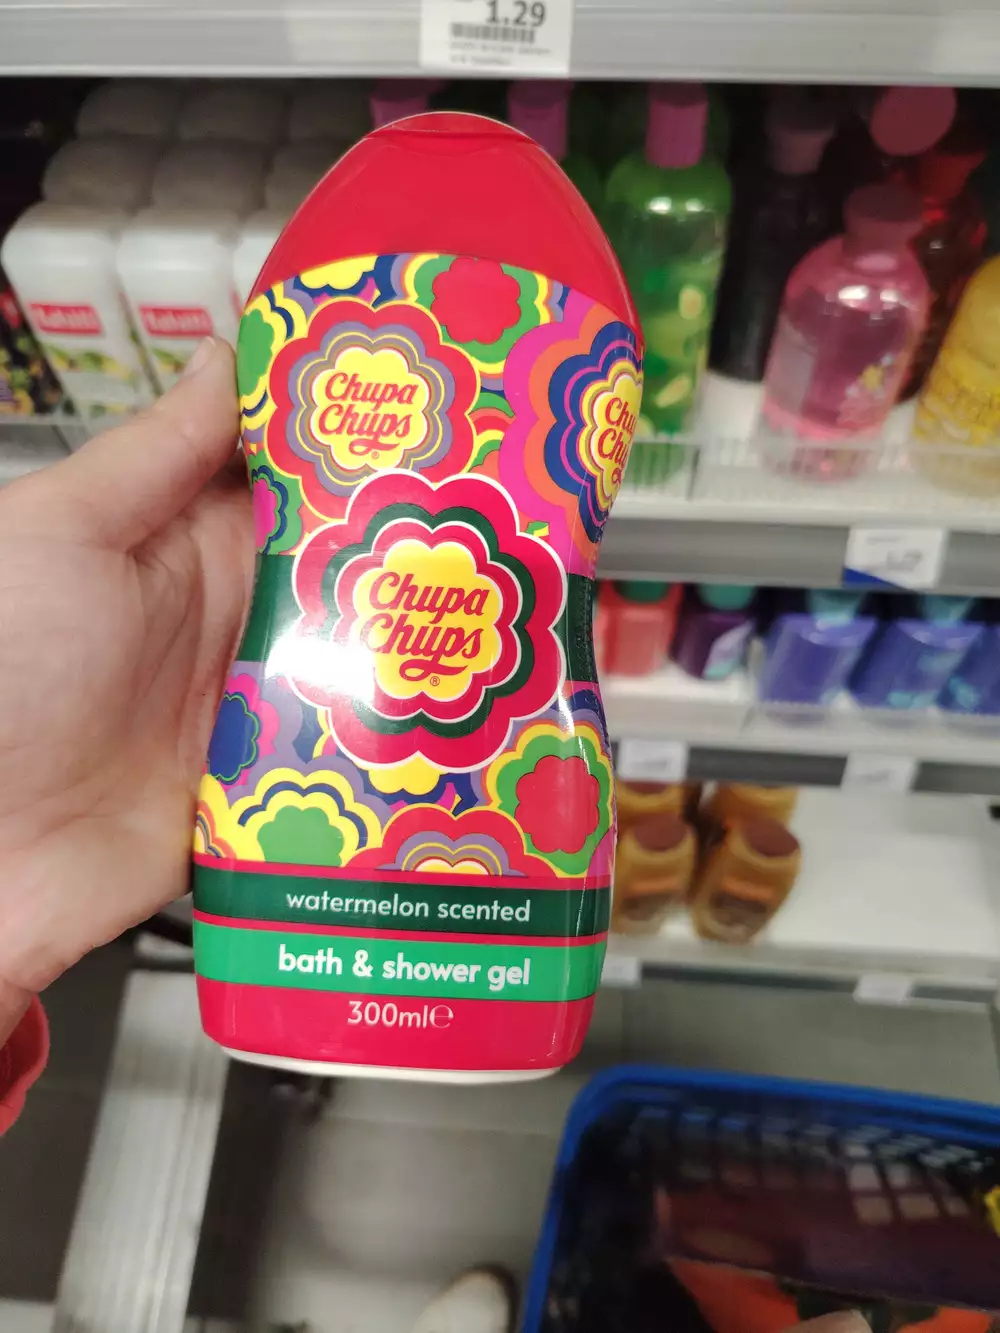 1.29
Chupa
Chups
®
Chupa
Chups
®
watermelon scented
bath & shower gel
300ml℮